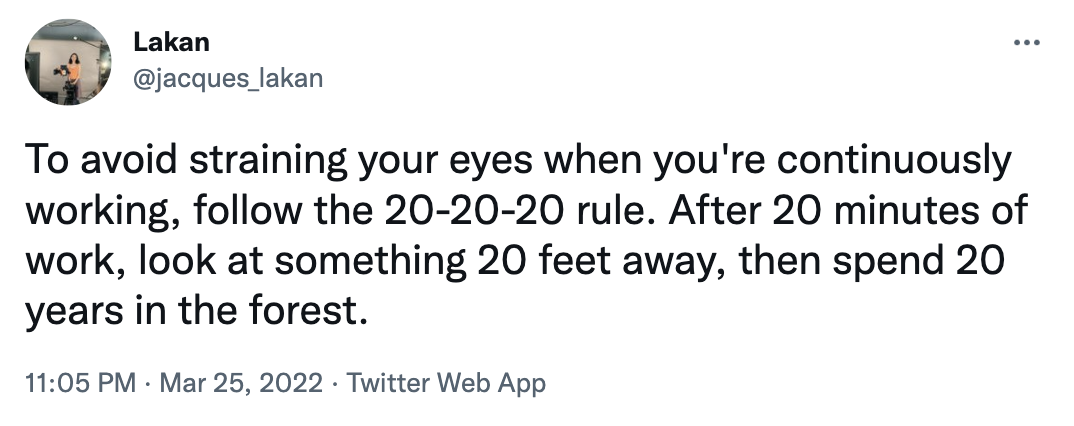 Lakan
@jacques_lakan
To avoid straining your eyes when you're continuously
working, follow the 20-20-20 rule. After 20 minutes of
work, look at something 20 feet away, then spend 20
years in the forest.
11:05 PM · Mar 25, 2022 · Twitter Web App